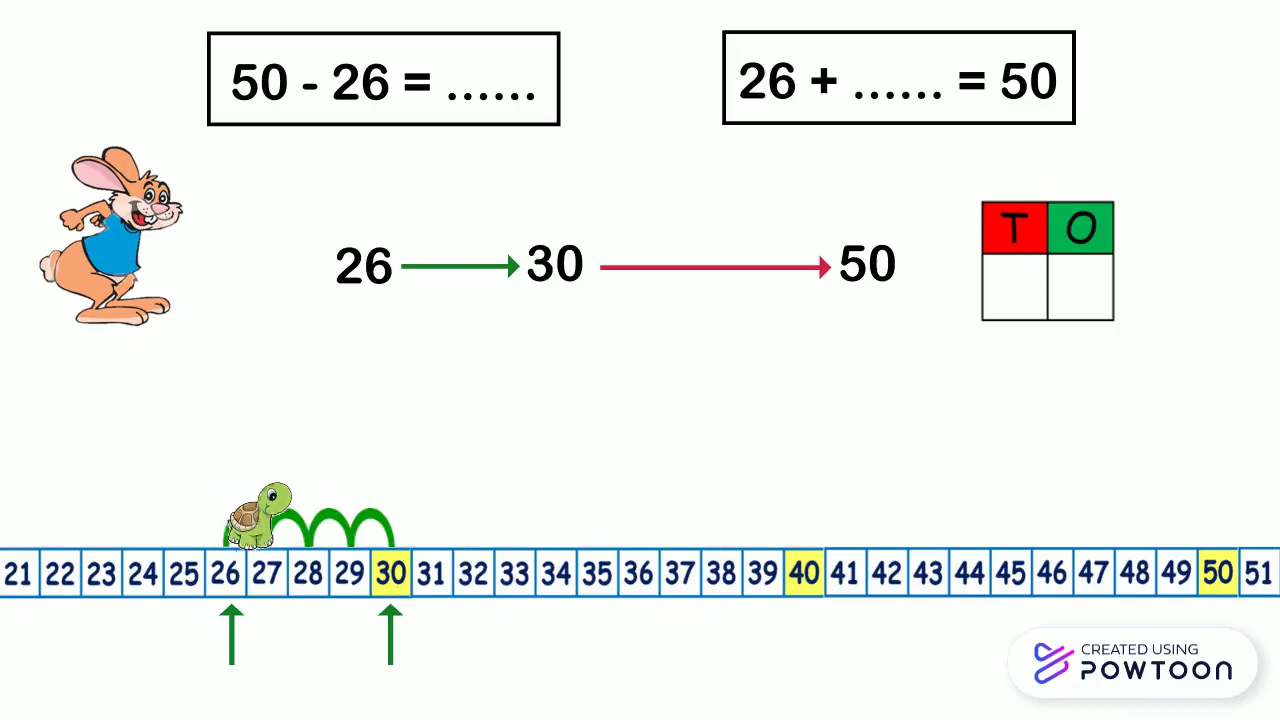 50 - 26 = ......
26 + ...... = 50
26 30 50
T O
21 22 23 24 25 26 27 28 29 30 31 32 33 34 35 36 37 38 39 40 41 42 43 44 45 46 47 48 49 50 51
CREATED USING
POWTOON